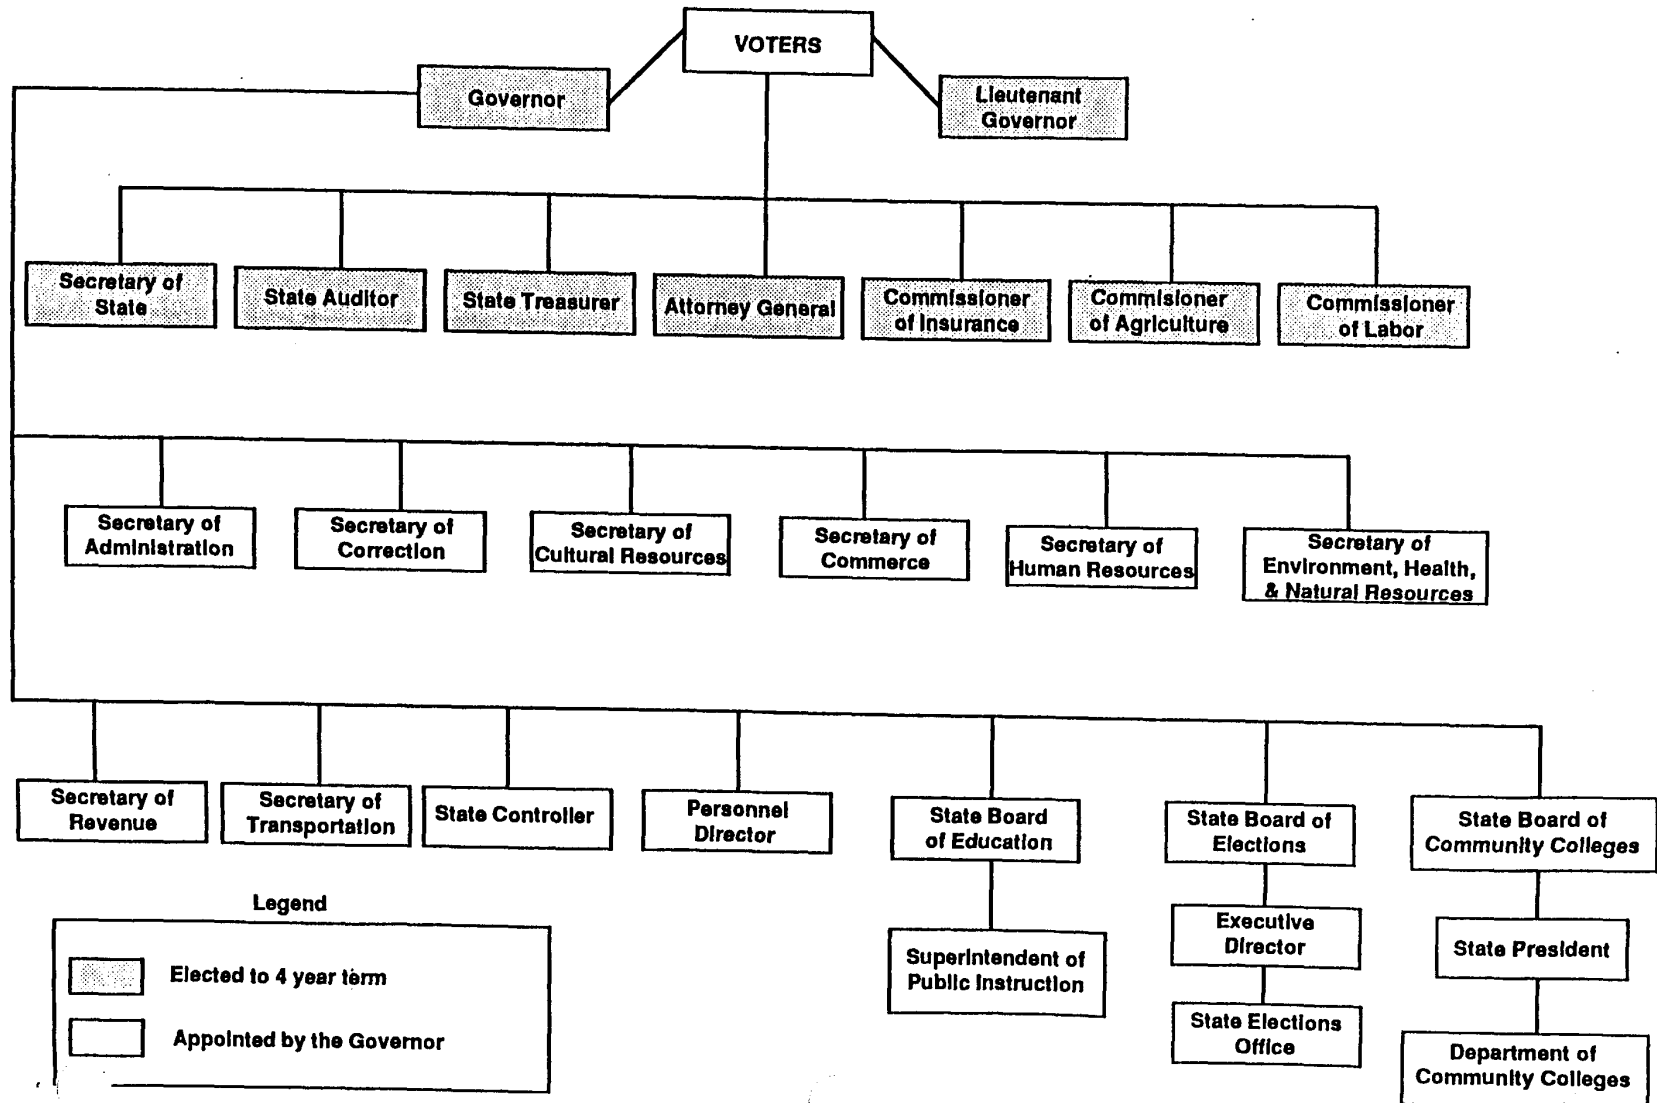 VOTERS
Governor
Lieutenant
Governor
Secretary of
State
State Auditor
State Treasurer
Attorney General
Commissioner
of Insurance
Commisioner
of Agriculture
Commissioner
of Labor
Secretary of
Administration
Secretary of
Correction
Secretary of
Cultural Resources
Secretary of
Commerce
Secretary of
Human Resources
Secretary of
Environment, Health,
& Natural Resources
Secretary of
Revenue
Secretary of
Transportation
State Controller
Personnel
Director
State Board
of Education
State Board of
Elections
State Board of
Community Colleges
Superintendent of
Public Instruction
Executive
Director
State Elections
Office
State President
Department of
Community Colleges
Legend
Elected to 4 year term
Appointed by the Governor